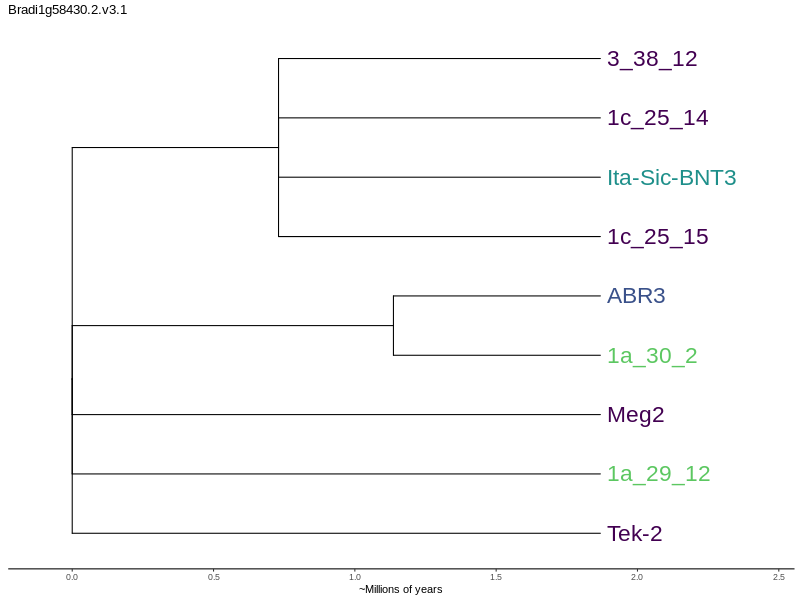 Bradi1g58430.2.v3.1
3_38_12
1c_25_14
Ita-Sic-BNT3
1c_25_15
ABR3
1a_30_2
Meg2
1a_29_12
Tek-2
0.0 0.5 1.0 1.5 2.0 2.5
~Millions of years